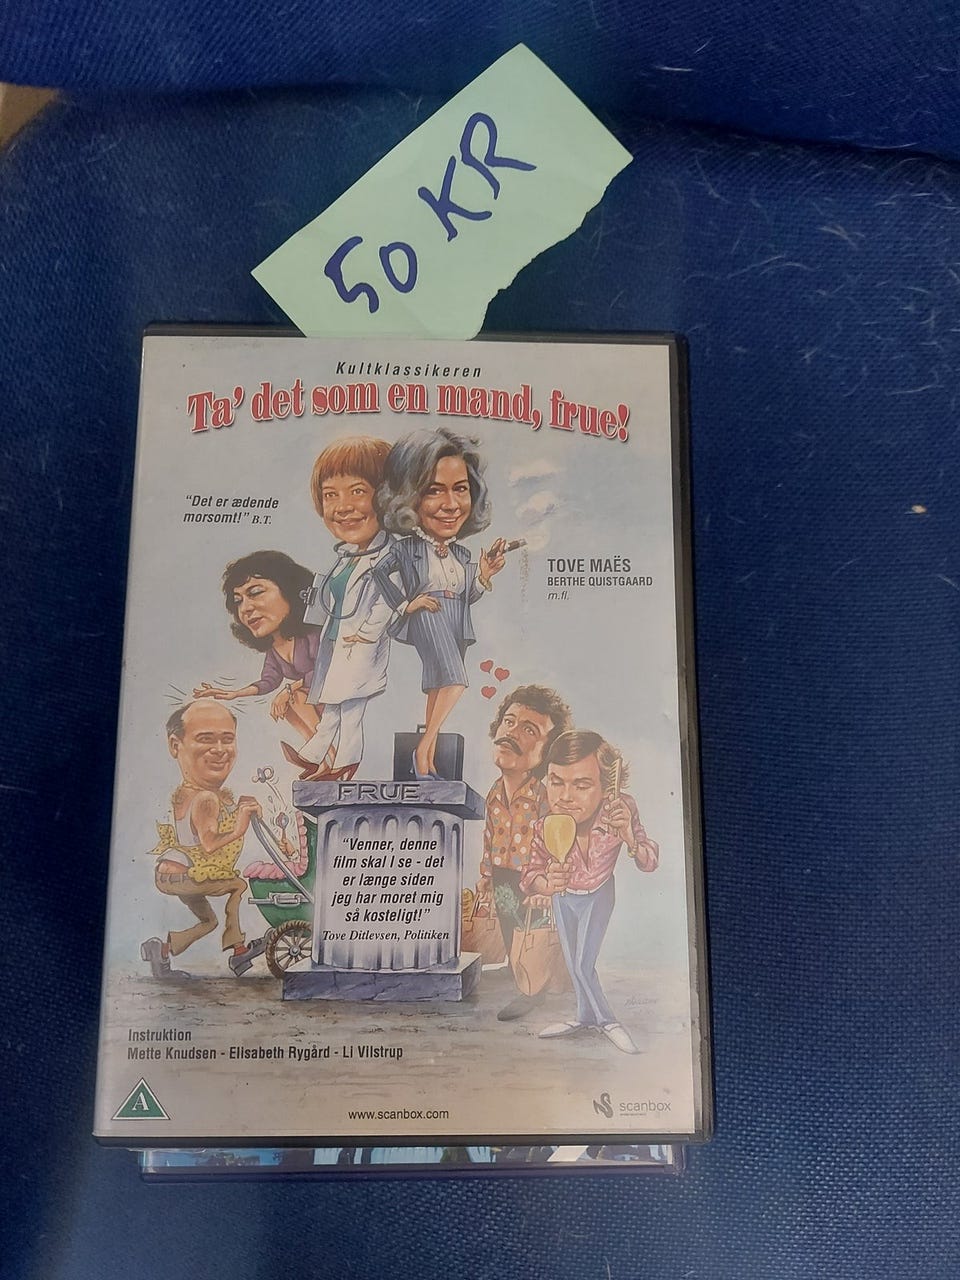 50 KR
Kultklassikeren
Ta' det som en mand, frue!
"Det er ædende
morsomt!" B.T.
TOVE MAËS
BERTHE QUISTGAARD
m.fl.
FRUE
"Venner, denne
film skal I se - det
er længe siden
jeg har moret mig
så kosteligt!"
Tove Ditlevsen, Politiken
Instruktion
Mette Knudsen - Elisabeth Rygård - Li Vilstrup
A
www.scanbox.com
scanbox